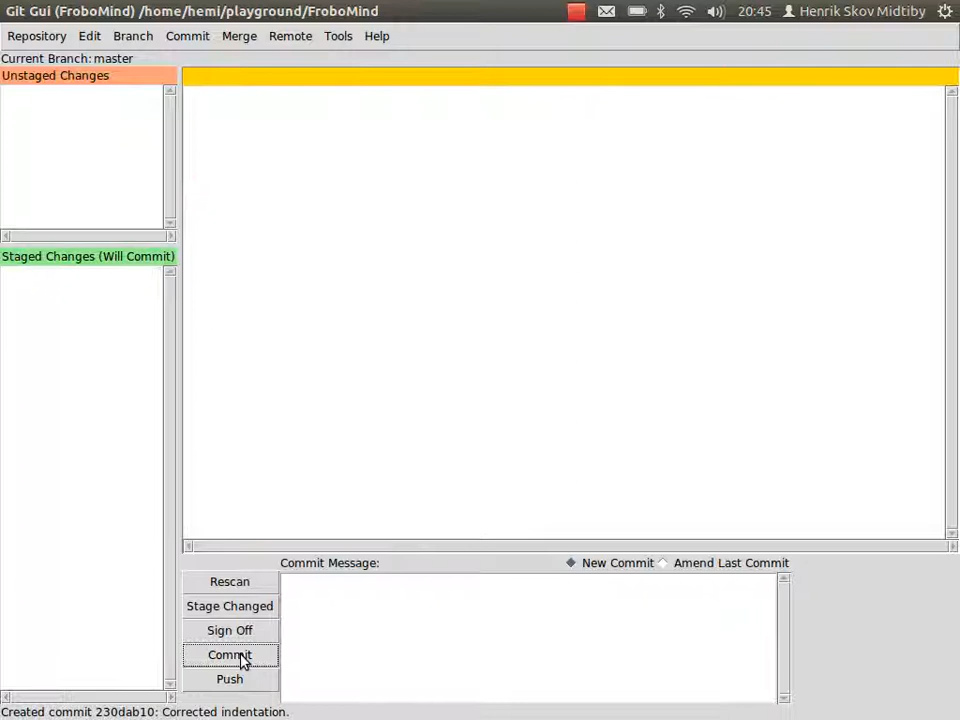 Git Gui (FroboMind) /home/hemi/playground/FroboMind 20:45 Henrik Skov Midtiby
Repository Edit Branch Commit Merge Remote Tools Help
Current Branch: master
Unstaged Changes
Staged Changes (Will Commit)
Commit Message: New Commit Amend Last Commit
Rescan
Stage Changed
Sign Off
Commit
Push
Created commit 230dab10: Corrected indentation.